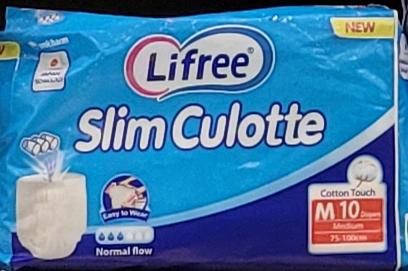 NEW
Lifree®
Slim Culotte
Easy to Wear
Normal flow
Cotton Touch
M 10 Diapers
Medium
75-100cm